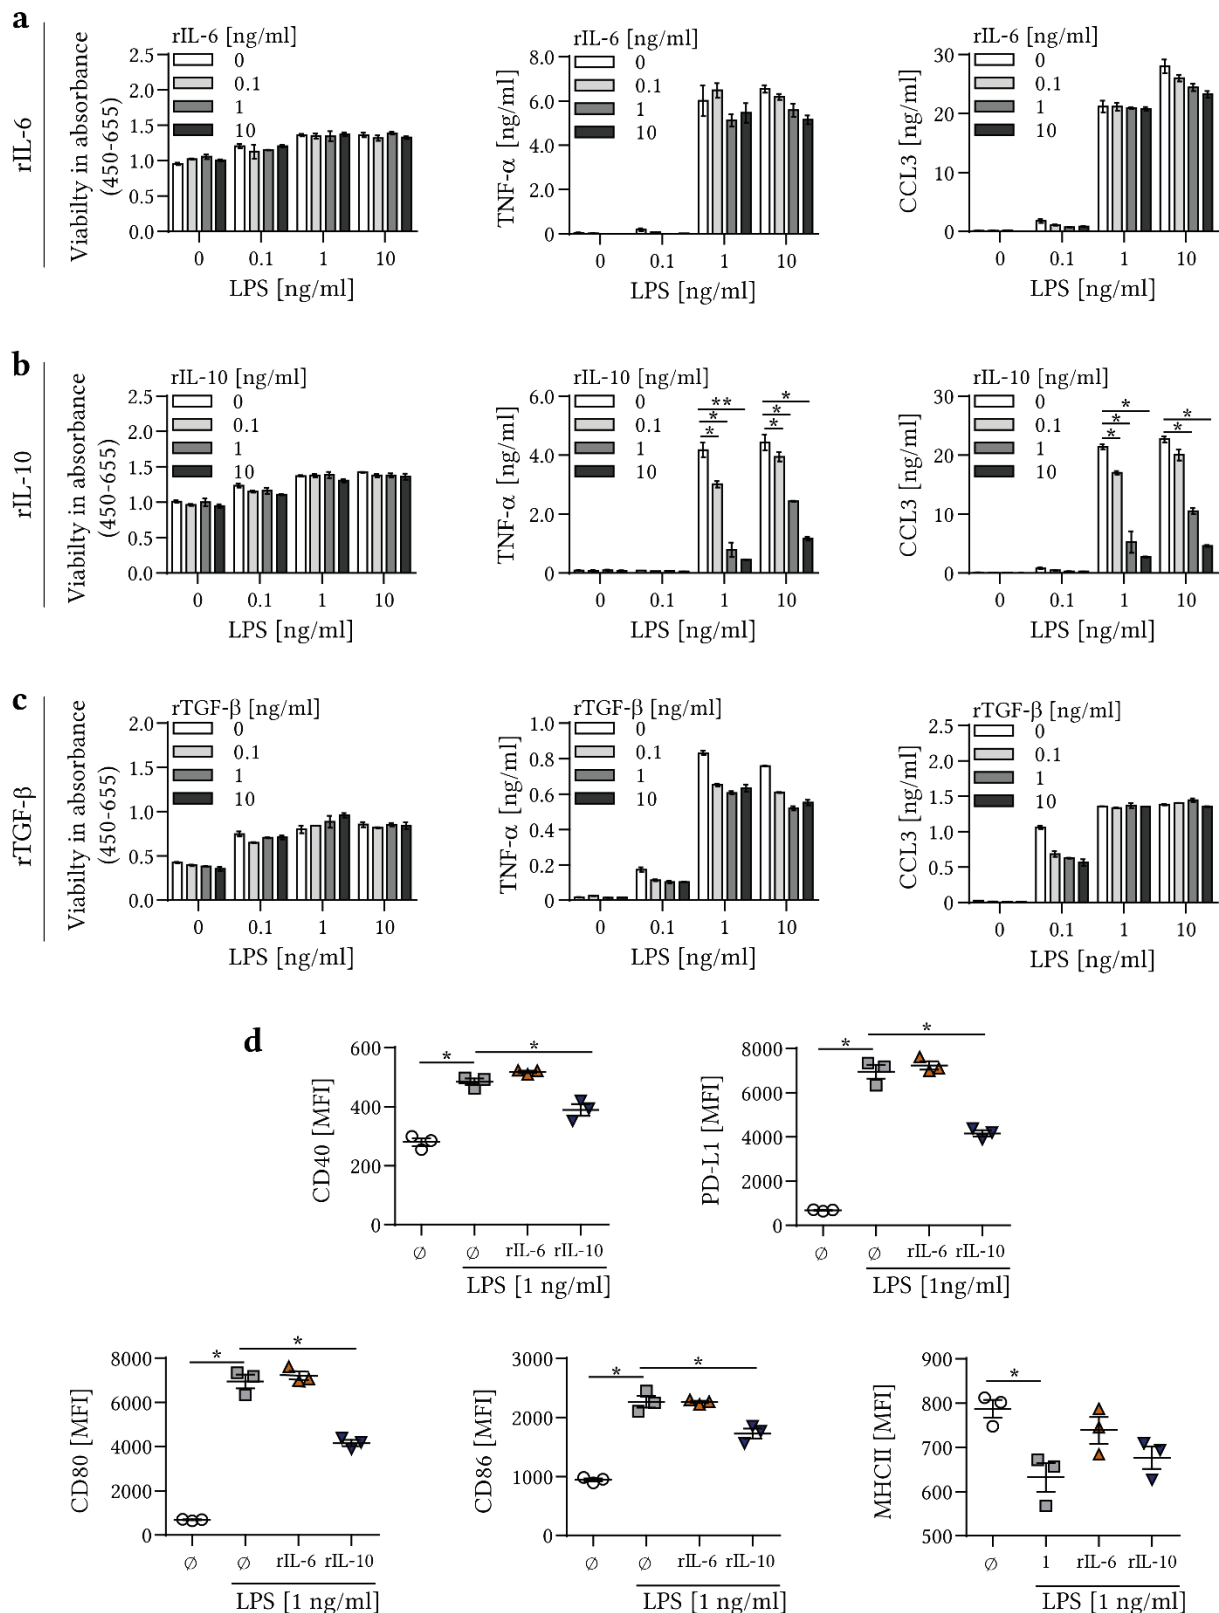 a
rIL-6
Viabilty in absorbance
(450-655)
rIL-6 [ng/ml]
0
0.1
1
10
2.5
2.0
1.5
1.0
0.5
0.0
0 0.1 1 10
LPS [ng/ml]
TNF-α [ng/ml]
rIL-6 [ng/ml]
0
0.1
1
10
8.0
6.0
4.0
2.0
0
0 0.1 1 10
LPS [ng/ml]
CCL3 [ng/ml]
rIL-6 [ng/ml]
0
0.1
1
10
30
20
10
0
0 0.1 1 10
LPS [ng/ml]
b
rIL-10
Viabilty in absorbance
(450-655)
rIL-10 [ng/ml]
0
0.1
1
10
2.5
2.0
1.5
1.0
0.5
0.0
0 0.1 1 10
LPS [ng/ml]
TNF-α [ng/ml]
rIL-10 [ng/ml]
0
0.1
1
10
6.0
4.0
2.0
0
**
*
*
*
*
*
0 0.1 1 10
LPS [ng/ml]
CCL3 [ng/ml]
rIL-10 [ng/ml]
0
0.1
1
10
30
20
10
0
*
*
*
*
*
0 0.1 1 10
LPS [ng/ml]
c
rTGF-β
Viabilty in absorbance
(450-655)
rTGF-β [ng/ml]
0
0.1
1
10
2.0
1.5
1.0
0.5
0.0
0 0.1 1 10
LPS [ng/ml]
TNF-α [ng/ml]
rTGF-β [ng/ml]
0
0.1
1
10
1.0
0.8
0.6
0.4
0.2
0
0 0.1 1 10
LPS [ng/ml]
CCL3 [ng/ml]
rTGF-β [ng/ml]
0
0.1
1
10
2.5
2.0
1.5
1.0
0.5
0
0 0.1 1 10
LPS [ng/ml]
d
CD40 [MFI]
600
400
200
0
* *
∅ ∅ rIL-6 rIL-10
LPS [1 ng/ml]
PD-L1 [MFI]
8000
6000
4000
2000
0
* *
∅ ∅ rIL-6 rIL-10
LPS [1ng/ml]
CD80 [MFI]
8000
6000
4000
2000
0
* *
∅ ∅ rIL-6 rIL-10
LPS [1 ng/ml]
CD86 [MFI]
3000
2000
1000
0
* *
∅ ∅ rIL-6 rIL-10
LPS [1 ng/ml]
MHCII [MFI]
900
800
700
600
500
*
∅ 1 rIL-6 rIL-10
LPS [1 ng/ml]